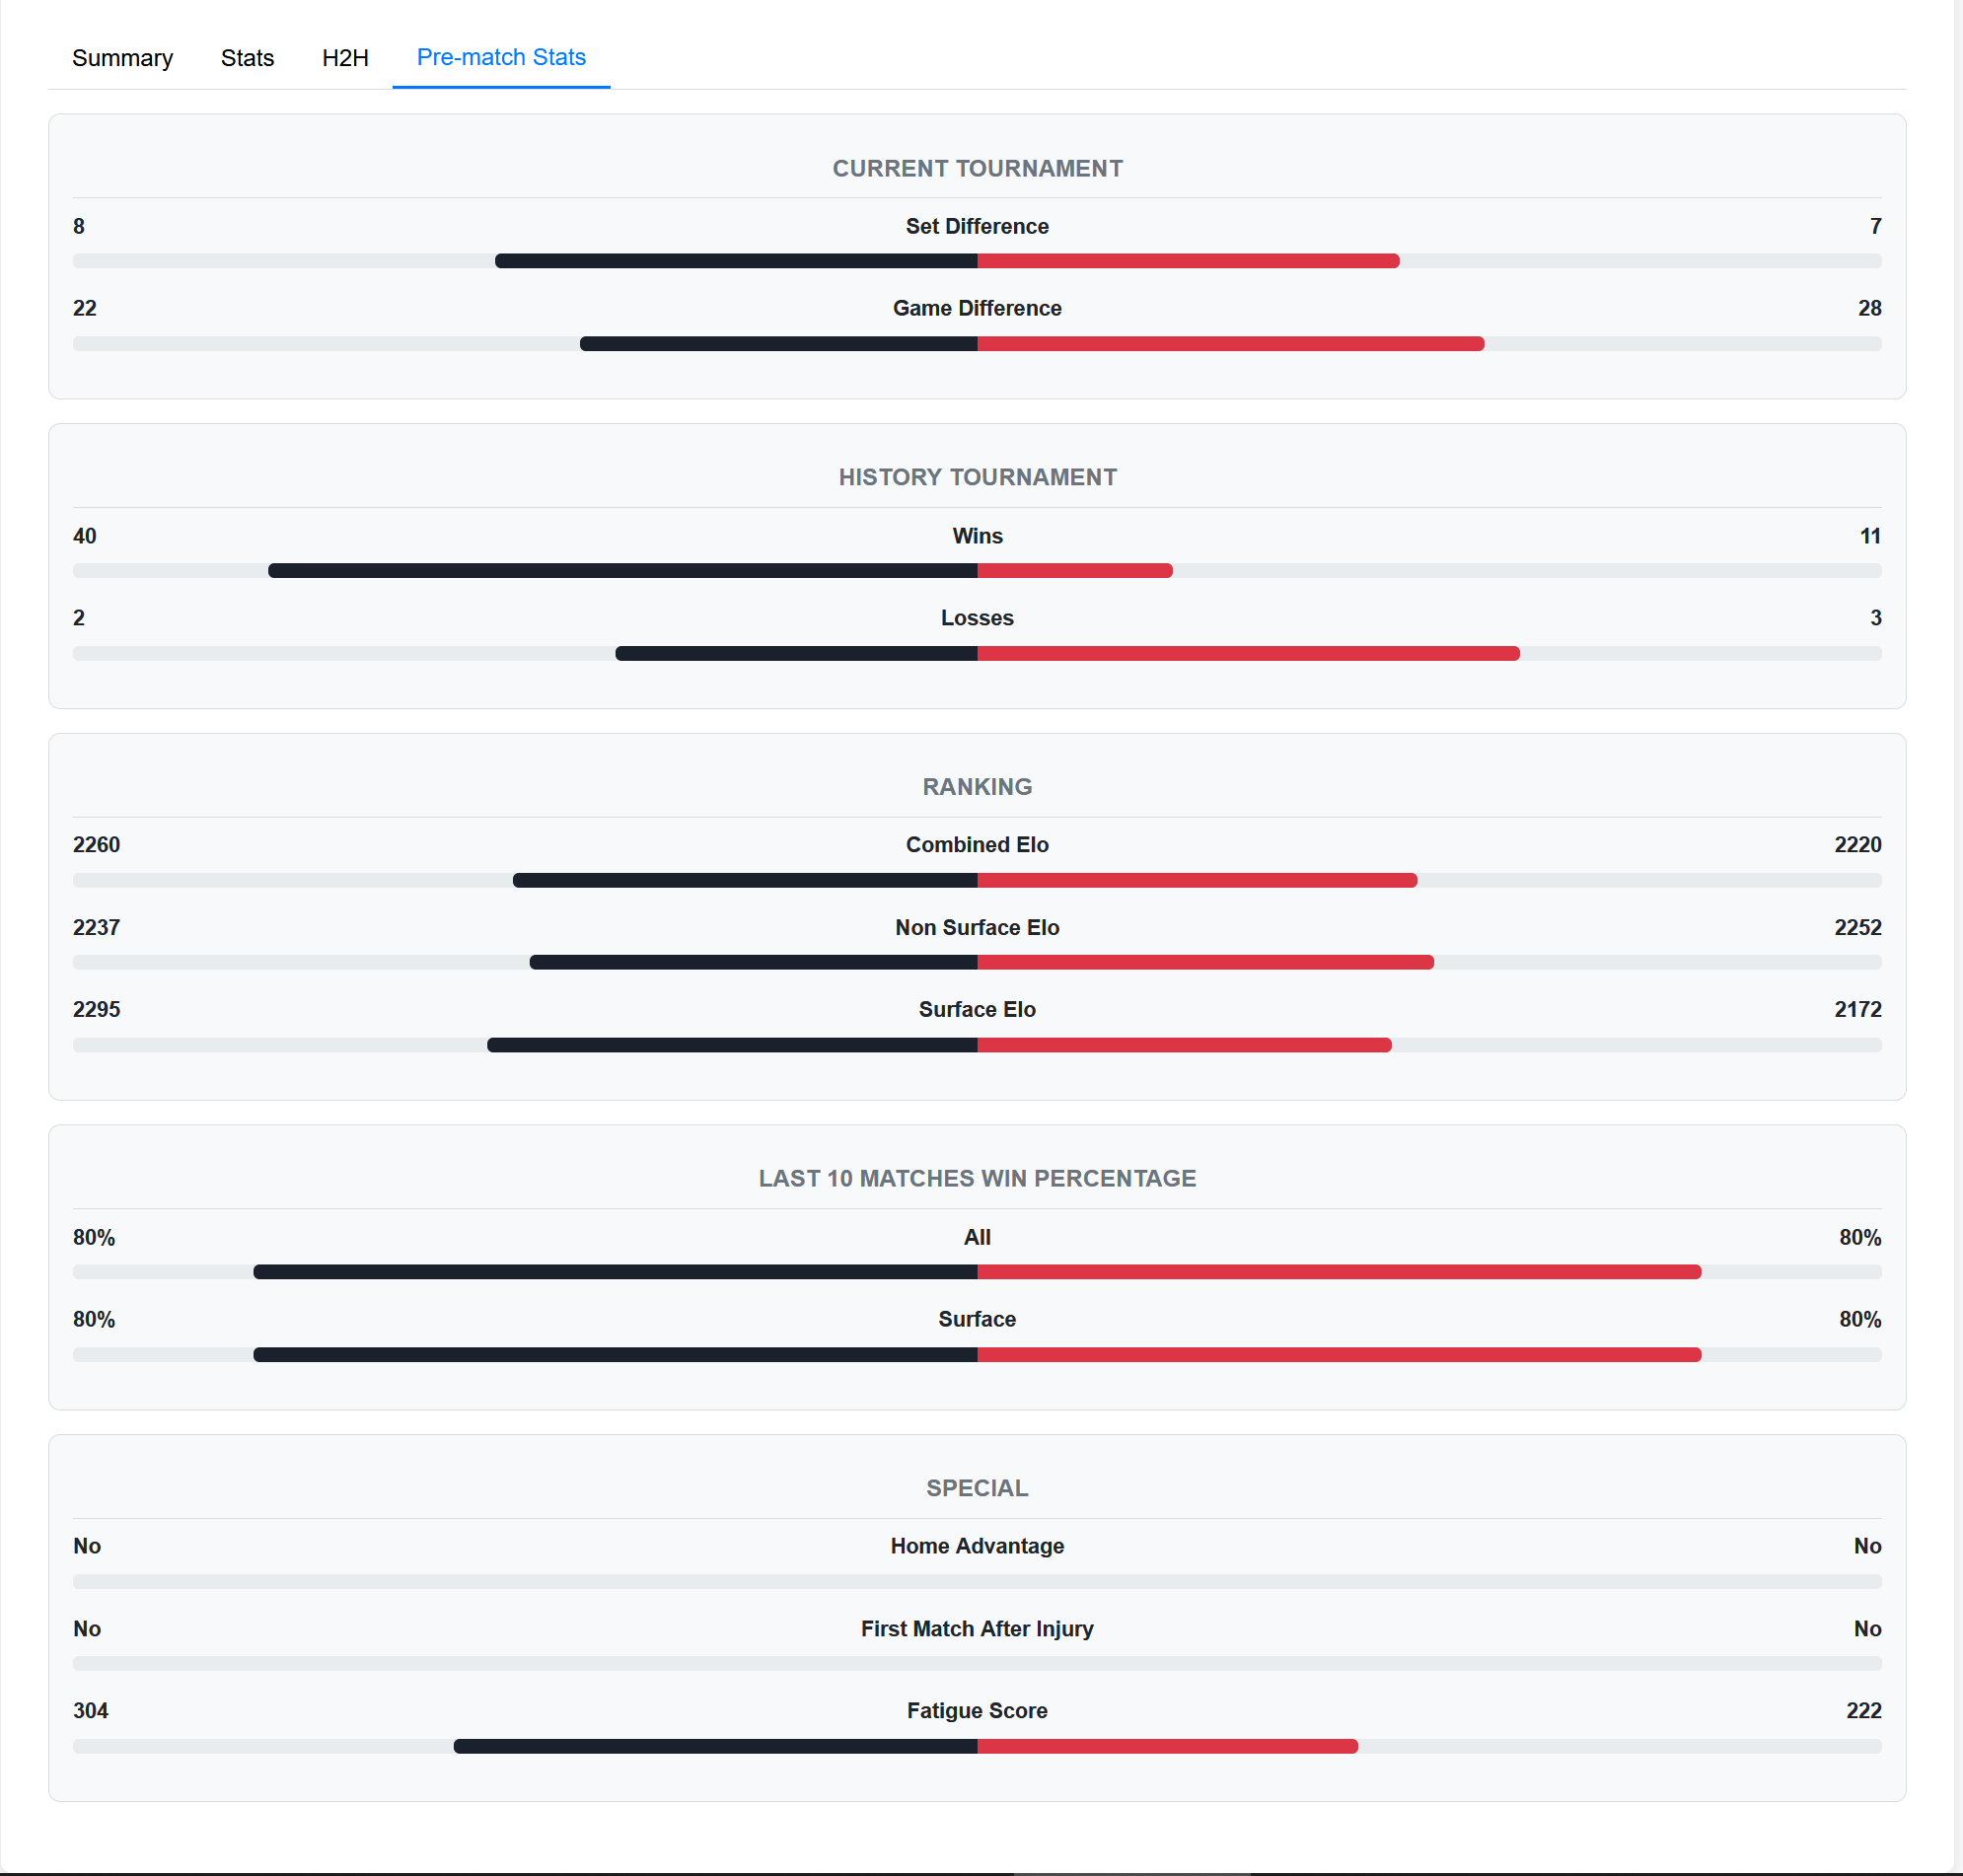 Summary Stats H2H Pre-match Stats
CURRENT TOURNAMENT
8 Set Difference 7
22 Game Difference 28
HISTORY TOURNAMENT
40 Wins 11
2 Losses 3
RANKING
2260 Combined Elo 2220
2237 Non Surface Elo 2252
2295 Surface Elo 2172
LAST 10 MATCHES WIN PERCENTAGE
80% All 80%
80% Surface 80%
SPECIAL
No Home Advantage No
No First Match After Injury No
304 Fatigue Score 222